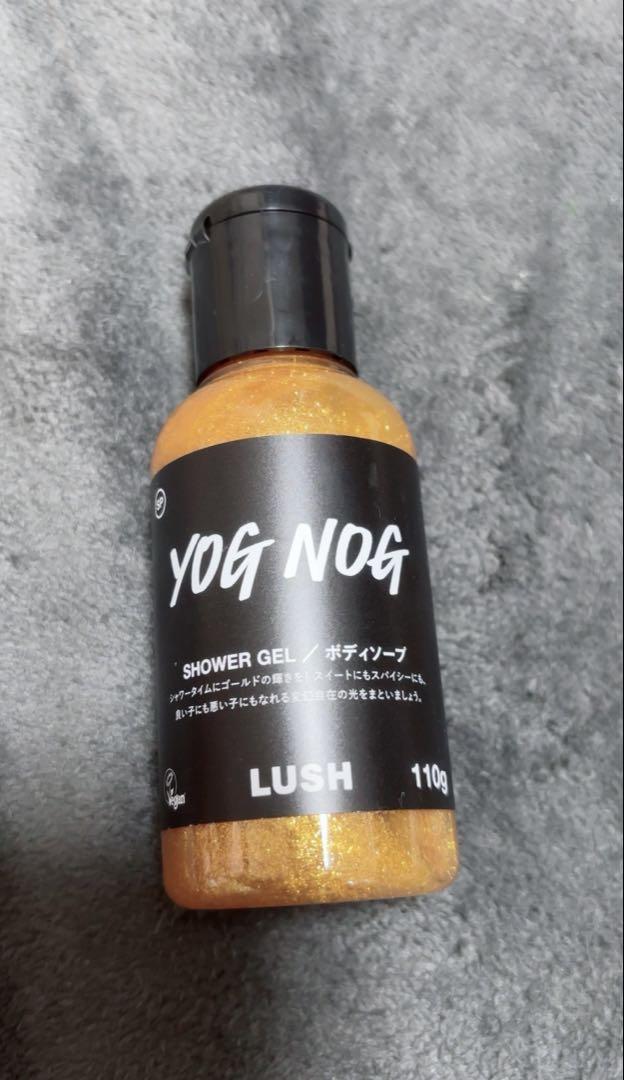 SP
YOG NOG
SHOWER GEL / ボディソープ
シャワータイムにゴールドの輝きを!スイートにもスパイシーにも、
良い子にも悪い子にもなれる変幻自在の光をまといましょう。
Vegan
LUSH
110g